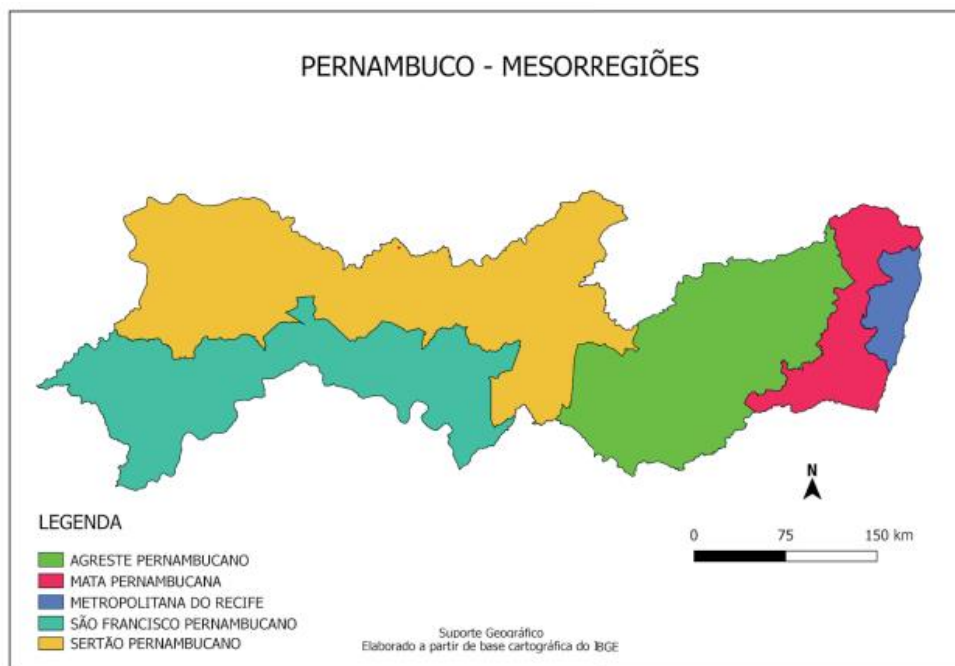 PERNAMBUCO - MESORREGIÕES
N
0 75 150 km
LEGENDA
AGRESTE PERNAMBUCANO
MATA PERNAMBUCANA
METROPOLITANA DO RECIFE
SÃO FRANCISCO PERNAMBUCANO
SERTÃO PERNAMBUCANO
Suporte Geográfico
Elaborado a partir de base cartográfica do IBGE